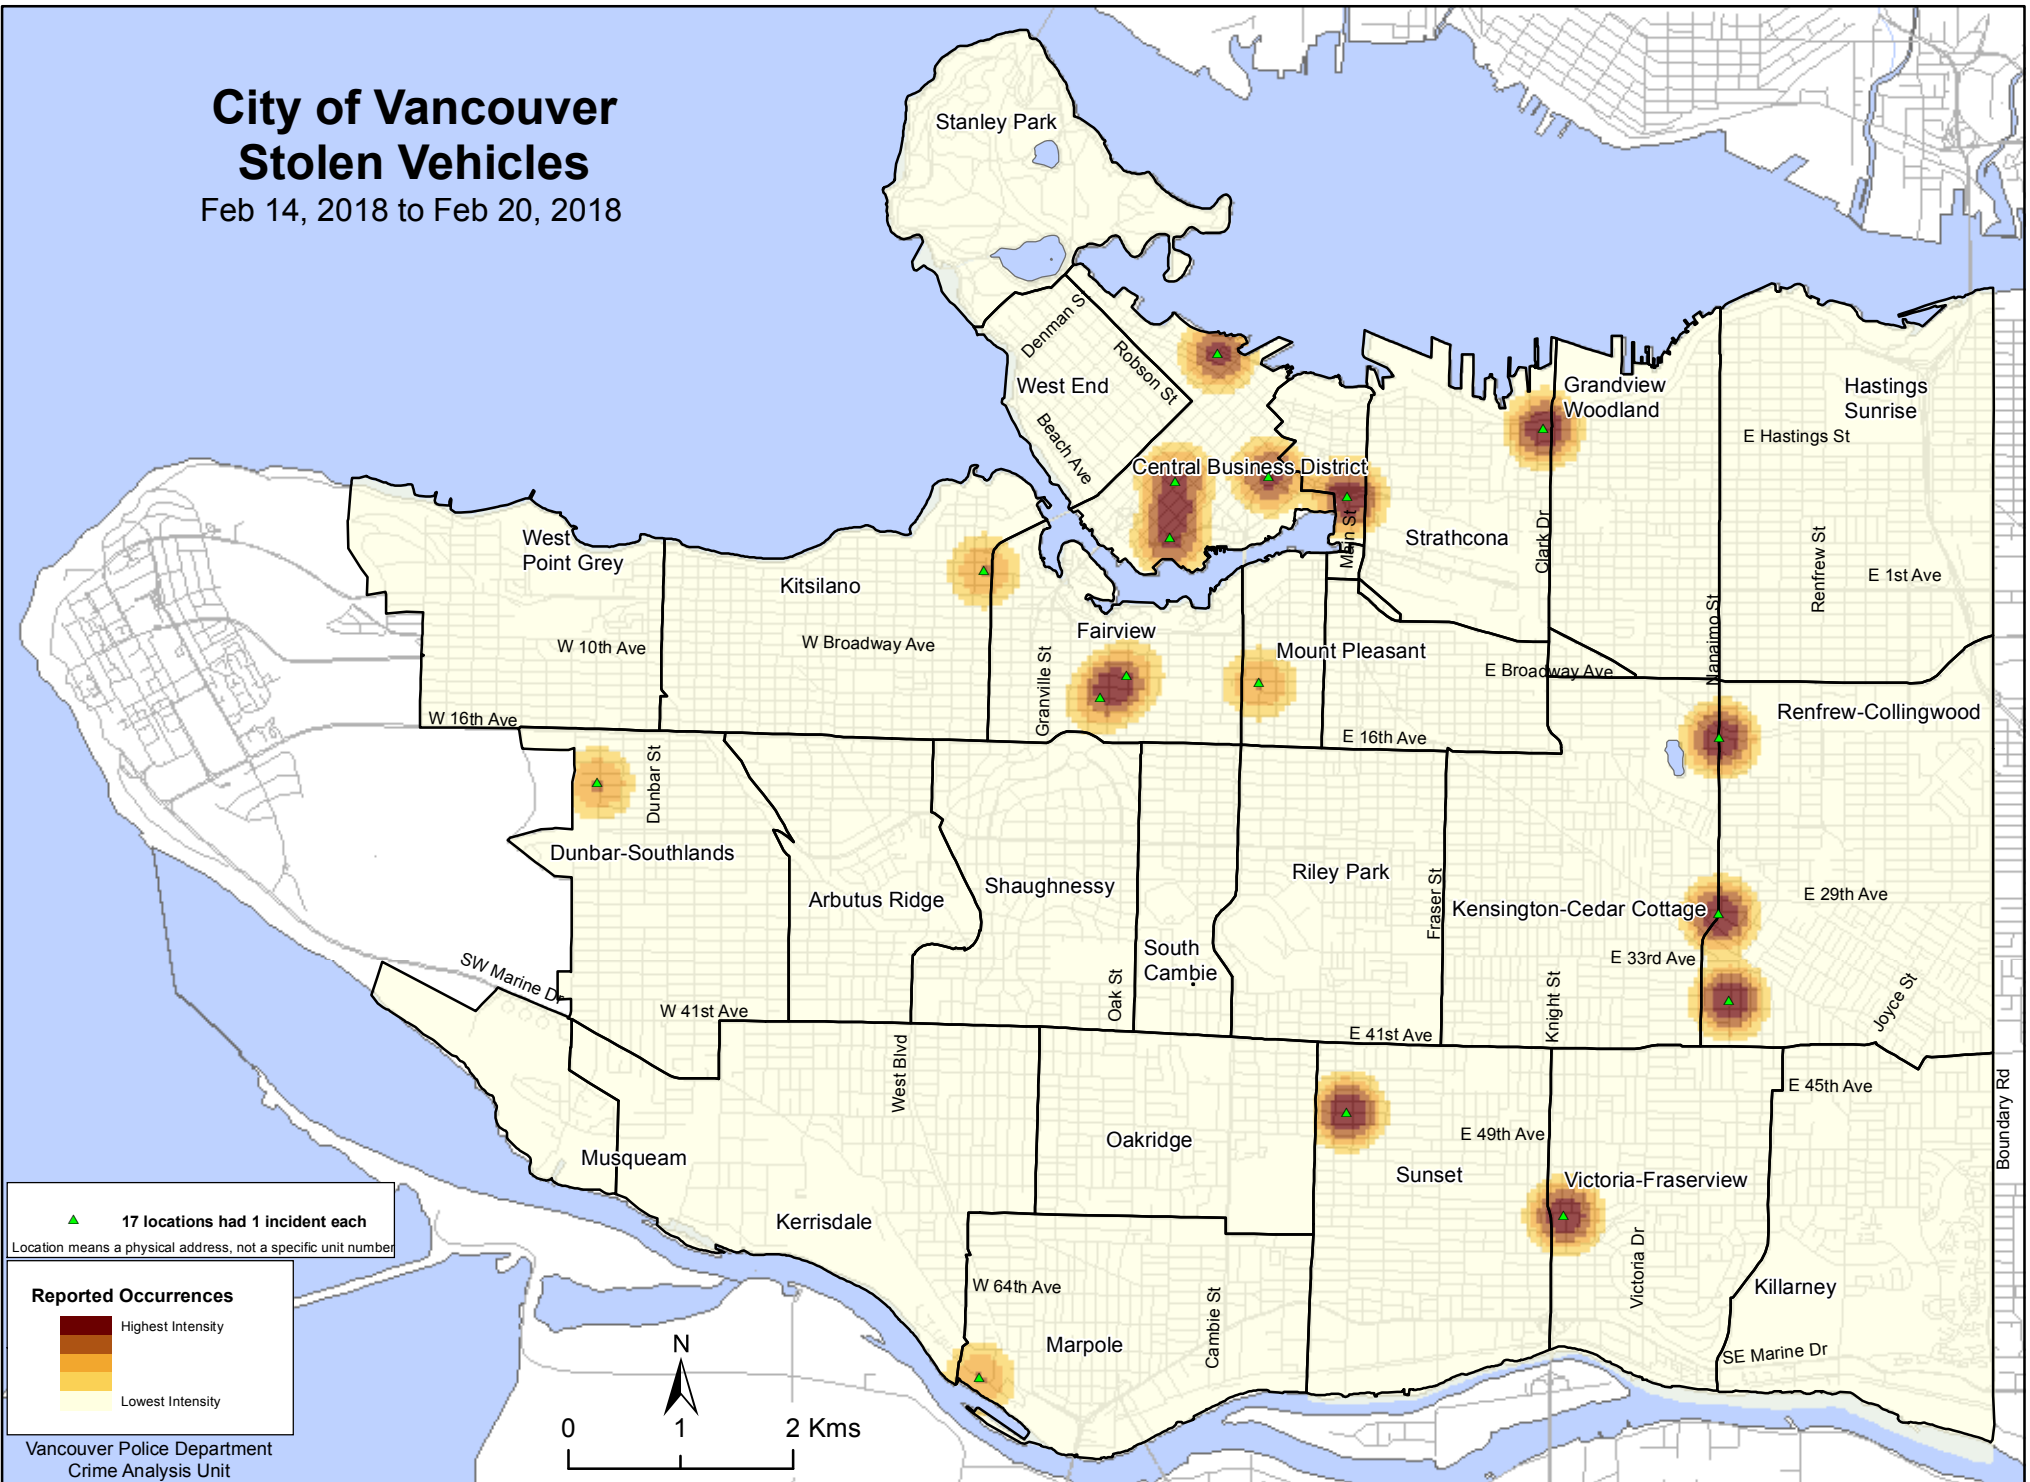 City of Vancouver
Stolen Vehicles
Feb 14, 2018 to Feb 20, 2018
Stanley Park
Denman S
Robson St
West End
Beach Ave
Central Business District
Grandview
Woodland
Hastings
Sunrise
E Hastings St
West
Point Grey
Kitsilano
Main St
Strathcona
Clark Dr
Renfrew St
E 1st Ave
Nanaimo St
W 10th Ave
W Broadway Ave
Fairview
Granville St
Mount Pleasant
E Broadway Ave
W 16th Ave
E 16th Ave
Renfrew-Collingwood
Dunbar St
Dunbar-Southlands
Arbutus Ridge
Shaughnessy
Riley Park
Fraser St
Kensington-Cedar Cottage
E 29th Ave
South
Cambie
E 33rd Ave
SW Marine Dr
W 41st Ave
Oak St
Knight St
Joyce St
E 41st Ave
West Blvd
E 45th Ave
Boundary Rd
Oakridge
E 49th Ave
Musqueam
Sunset
Victoria-Fraserview
Kerrisdale
Victoria Dr
W 64th Ave
Cambie St
Killarney
Marpole
SE Marine Dr
17 locations had 1 incident each
Location means a physical address, not a specific unit number
Reported Occurrences
Highest Intensity
Lowest Intensity
Vancouver Police Department
Crime Analysis Unit
N
0 1 2 Kms